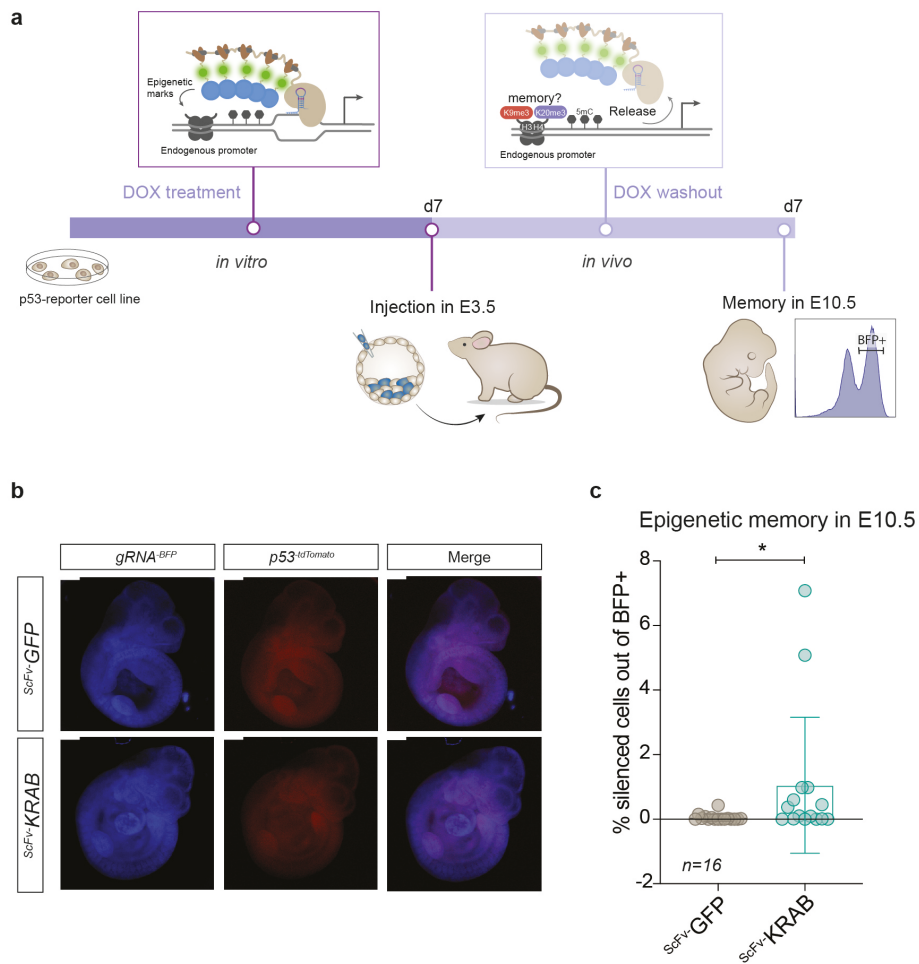 a
Epigenetic
marks
Endogenous promoter
memory?
K9me3
K20me3
5mC
Release
H3 H4
Endogenous promoter
DOX treatment
DOX washout
d7
d7
in vitro
in vivo
p53-reporter cell line
Injection in E3.5
Memory in E10.5
BFP+
b
gRNA-BFP
p53-tdTomato
Merge
ScFv-GFP
ScFv-KRAB
c
Epigenetic memory in E10.5
*
% silenced cells out of BFP+
8
6
4
2
0
-2
n=16
ScFv-GFP
ScFv-KRAB